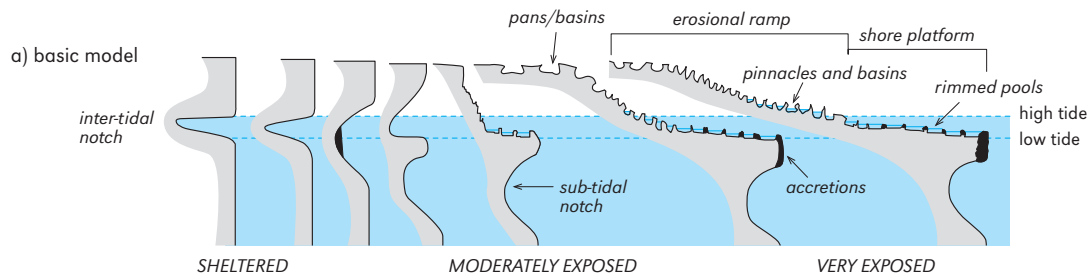 a) basic model
pans/basins
erosional ramp
shore platform
pinnacles and basins
rimmed pools
inter-tidal
notch
high tide
low tide
sub-tidal
notch
accretions
SHELTERED
MODERATELY EXPOSED
VERY EXPOSED